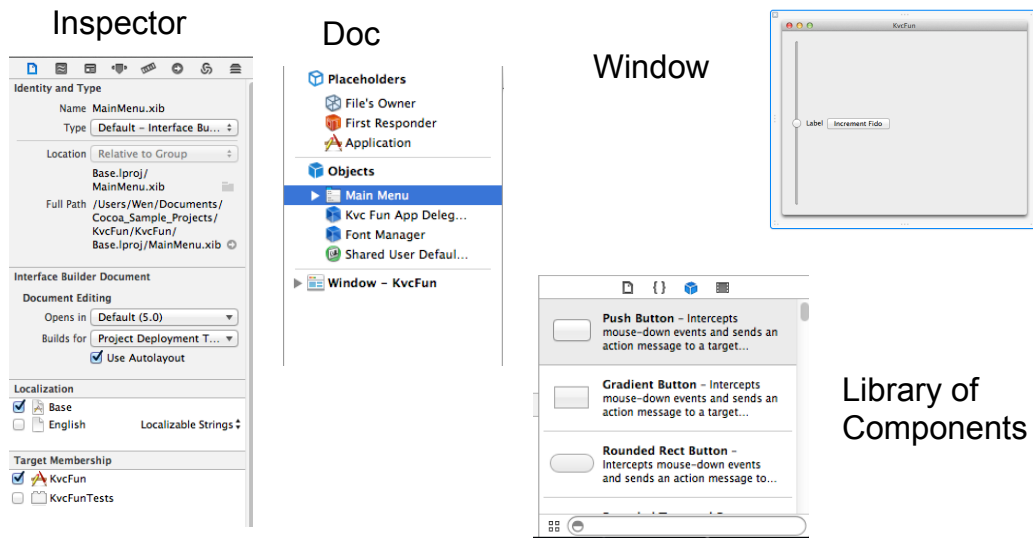 Inspector
Identity and Type
Name MainMenu.xib
Type Default - Interface Bu...
Location Relative to Group
Base.lproj/
MainMenu.xib
Full Path /Users/Wen/Documents/
Cocoa_Sample_Projects/
KvcFun/KvcFun/
Base.lproj/MainMenu.xib
Interface Builder Document
Document Editing
Opens in Default (5.0)
Builds for Project Deployment T...
Use Autolayout
Localization
Base
English Localizable Strings
Target Membership
KvcFun
KvcFunTests
Doc
Placeholders
File's Owner
First Responder
Application
Objects
Main Menu
Kvc Fun App Deleg...
Font Manager
Shared User Defaul...
Window - KvcFun
Window
KvcFun
Label Increment Fido
Push Button - Intercepts
mouse-down events and sends an
action message to a target...
Gradient Button - Intercepts
mouse-down events and sends an
action message to a target...
Rounded Rect Button -
Intercepts mouse-down events
and sends an action message to...
Library of
Components